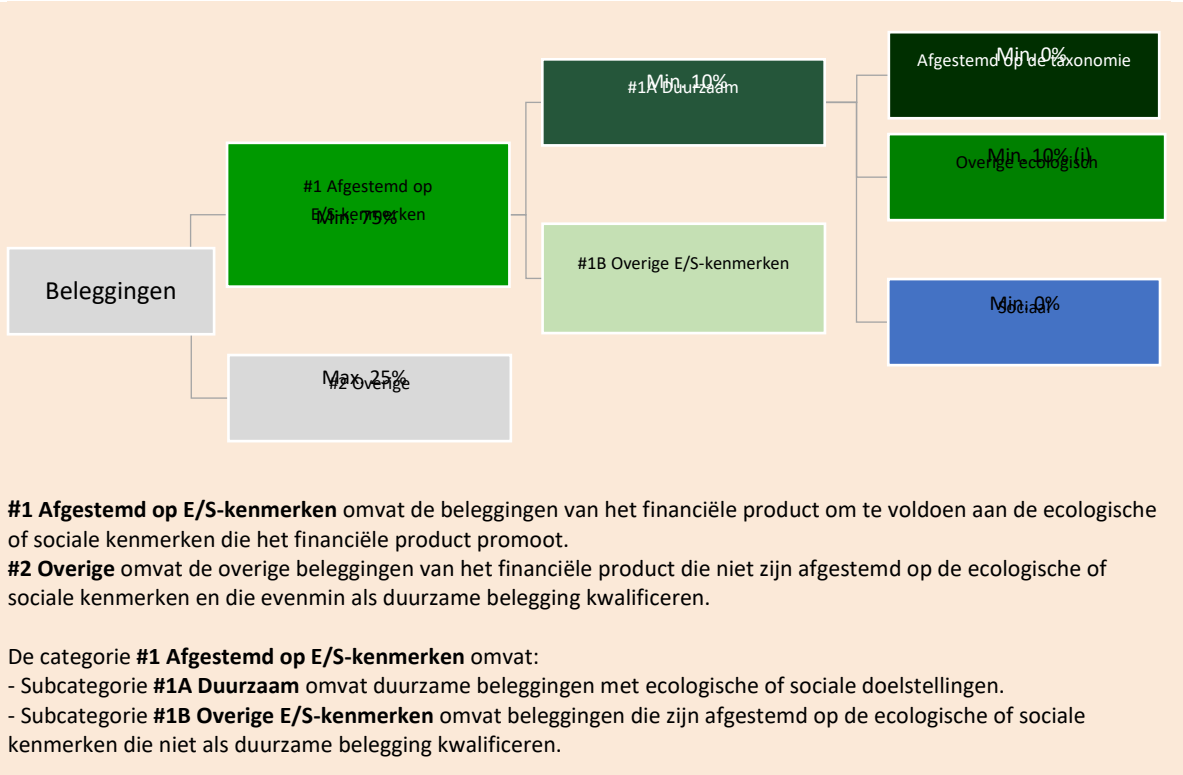 Beleggingen
#1 Afgestemd op
E/S-kenmerken
Min. 75%
Max. 25%
#2 Overige
Min. 10%
#1A Duurzaam
#1B Overige E/S-kenmerken
Min. 0%
Afgestemd op de taxonomie
Min. 10% (i)
Overige ecologisch
Min. 0%
Sociaal
#1 Afgestemd op E/S-kenmerken omvat de beleggingen van het financiële product om te voldoen aan de ecologische
of sociale kenmerken die het financiële product promoot.
#2 Overige omvat de overige beleggingen van het financiële product die niet zijn afgestemd op de ecologische of
sociale kenmerken en die evenmin als duurzame belegging kwalificeren.
De categorie #1 Afgestemd op E/S-kenmerken omvat:
- Subcategorie #1A Duurzaam omvat duurzame beleggingen met ecologische of sociale doelstellingen.
- Subcategorie #1B Overige E/S-kenmerken omvat beleggingen die zijn afgestemd op de ecologische of sociale
kenmerken die niet als duurzame belegging kwalificeren.